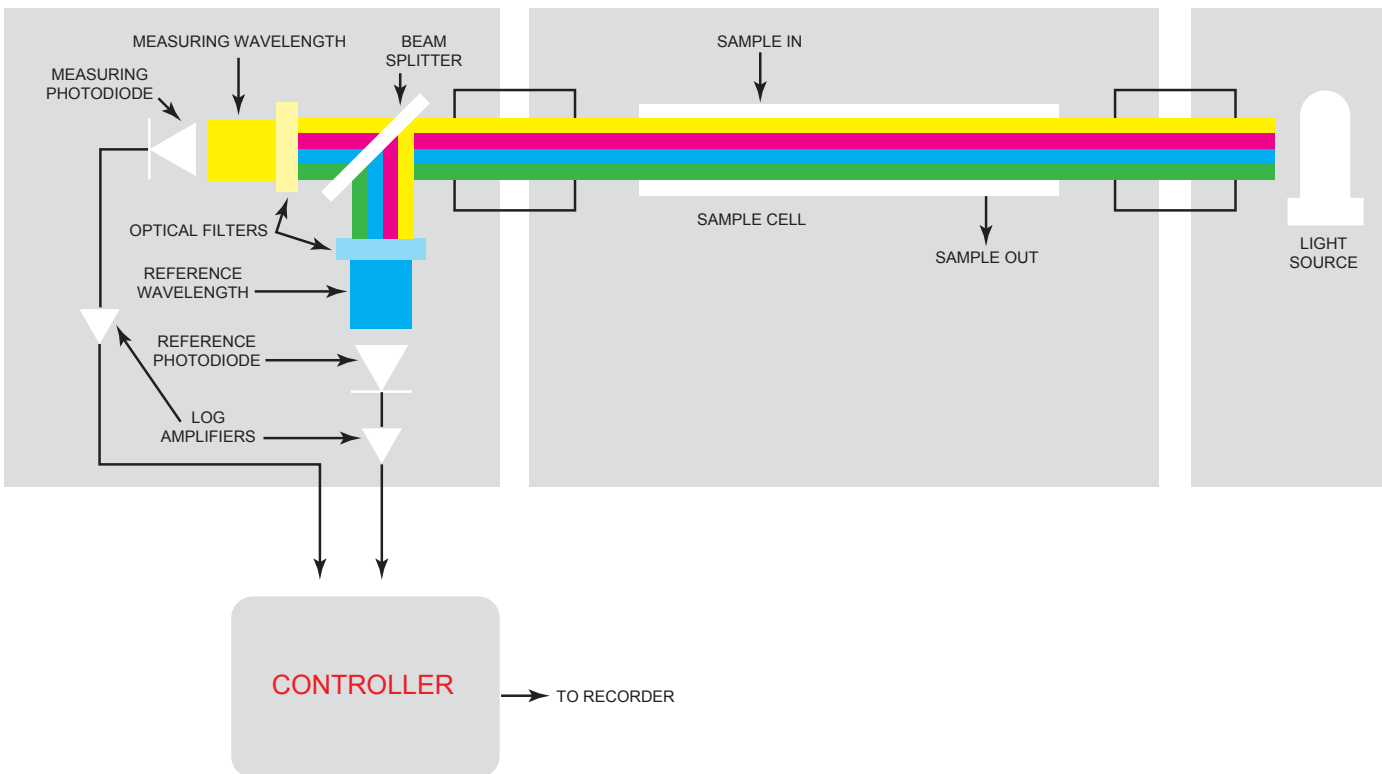 MEASURING WAVELENGTH
BEAM
SPLITTER
SAMPLE IN
MEASURING
PHOTODIODE
OPTICAL FILTERS
SAMPLE CELL
SAMPLE OUT
LIGHT
SOURCE
REFERENCE
WAVELENGTH
REFERENCE
PHOTODIODE
LOG
AMPLIFIERS
CONTROLLER
TO RECORDER